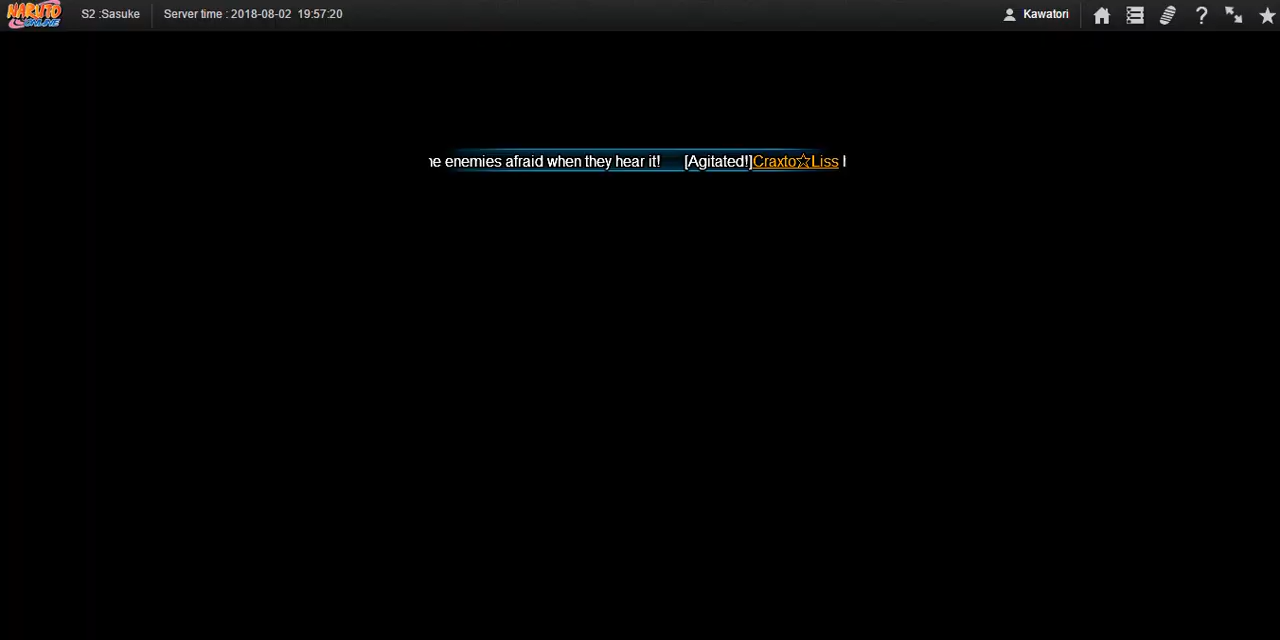 NARUTO ONLINE S2 :Sasuke Server time : 2018-08-02 19:57:20 Kawatori
enemies afraid when they hear it! [Agitated!]Craxto☆Liss